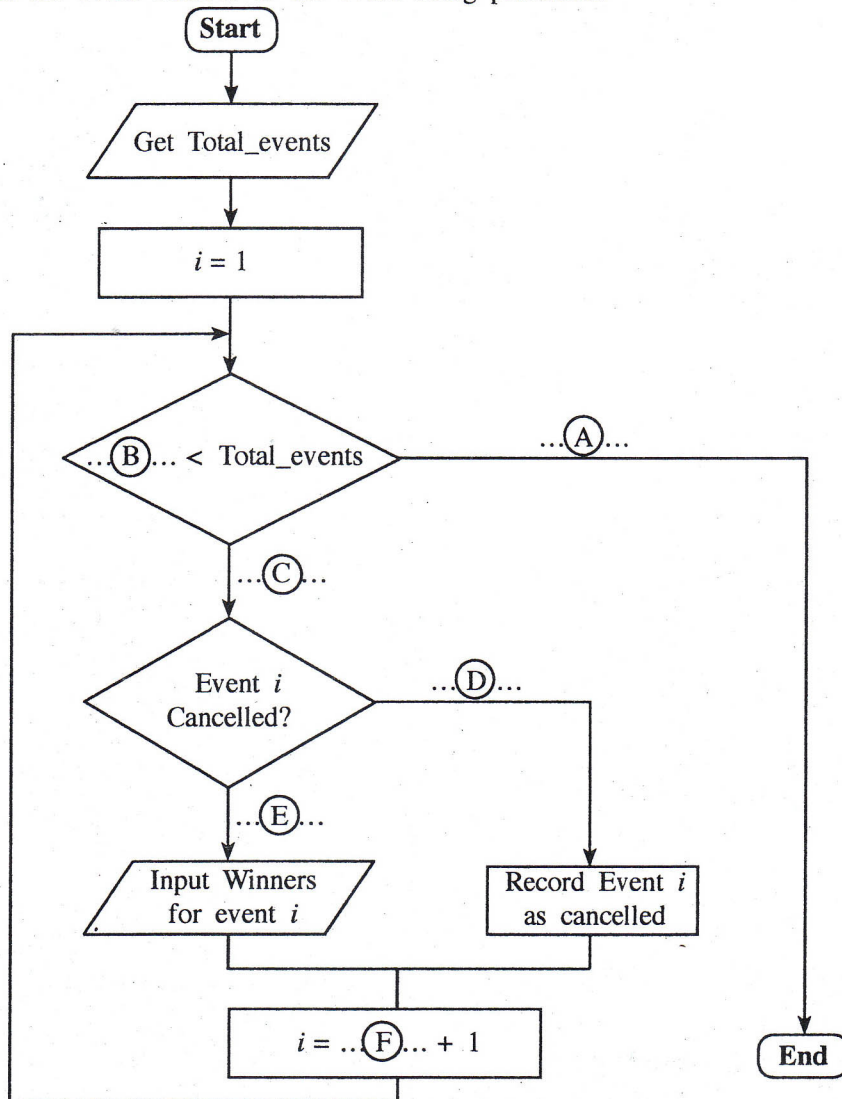 Start
Get Total_events
i = 1
...Ⓑ... < Total_events
...Ⓐ...
...Ⓒ...
Event i
Cancelled?
...Ⓓ...
...Ⓔ...
Input Winners
for event i
Record Event i
as cancelled
i = ...Ⓕ... + 1
End